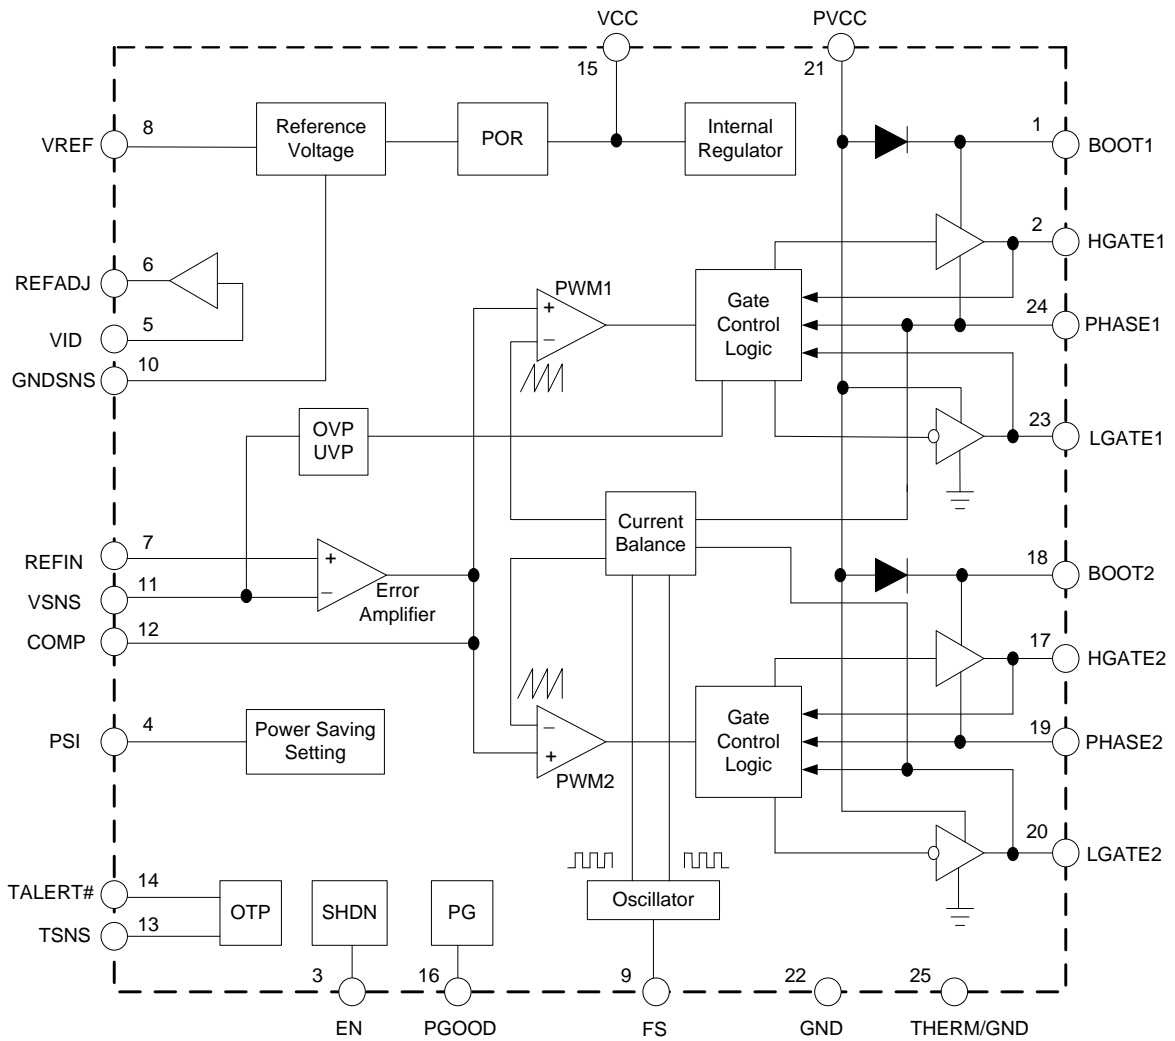 VCC
PVCC
15
21
8
VREF
Reference
Voltage
POR
Internal
Regulator
1
BOOT1
2
HGATE1
6
REFADJ
5
VID
10
GNDSNS
PWM1
+
−
Gate
Control
Logic
24
PHASE1
23
LGATE1
OVP
UVP
Current
Balance
7
REFIN
11
VSNS
12
COMP
+
−
Error
Amplifier
18
BOOT2
17
HGATE2
4
PSI
Power Saving
Setting
−
+
PWM2
Gate
Control
Logic
19
PHASE2
20
LGATE2
14
TALERT#
13
TSNS
OTP
SHDN
PG
Oscillator
3
16
9
22
25
EN
PGOOD
FS
GND
THERM/GND